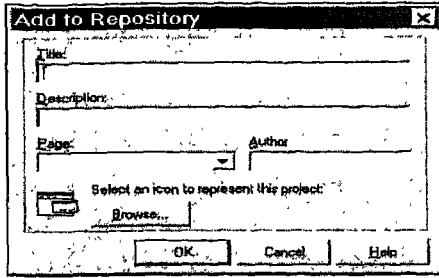 Add to Repository
Title:
Description:
Page: Author
Select an icon to represent this project:
Browse...
OK Cancel Help